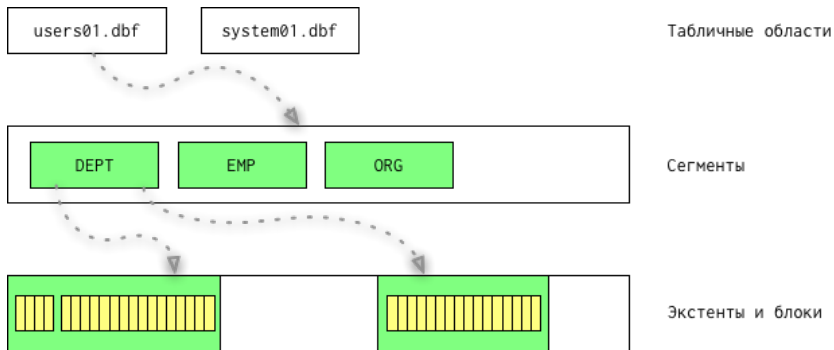 users01.dbf
system01.dbf
Табличные области
DEPT
EMP
ORG
Сегменты
Экстенты и блоки